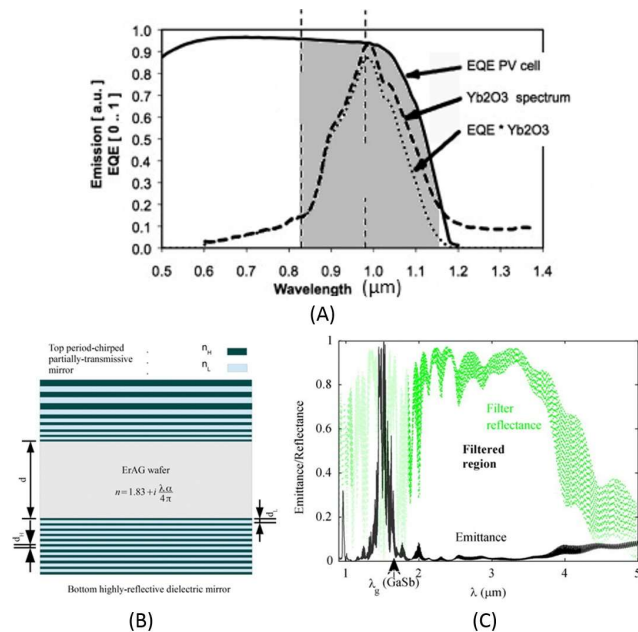 Emission [ a.u. ]
EQE [ 0 .. 1 ]
1.0
0.9
0.8
0.7
0.6
0.5
0.4
0.3
0.2
0.1
0.0
EQE PV cell
Yb2O3 spectrum
EQE * Yb2O3
0.5 0.6 0.7 0.8 0.9 1.0 1.1 1.2 1.3 1.4
Wavelength (μm)
(A)
Top period-chirped
partially-transmissive
mirror
: n_H
: n_L
d
ErAG wafer
n=1.83+i λα/4π
d_L
d_H
Bottom highly-reflective dielectric mirror
(B)
Emittance/Reflectance
1
0.8
0.6
0.4
0.2
0
Filter
reflectance
Filtered
region
Emittance
1 2 3 4 5
λ_g (GaSb)
λ (μm)
(C)